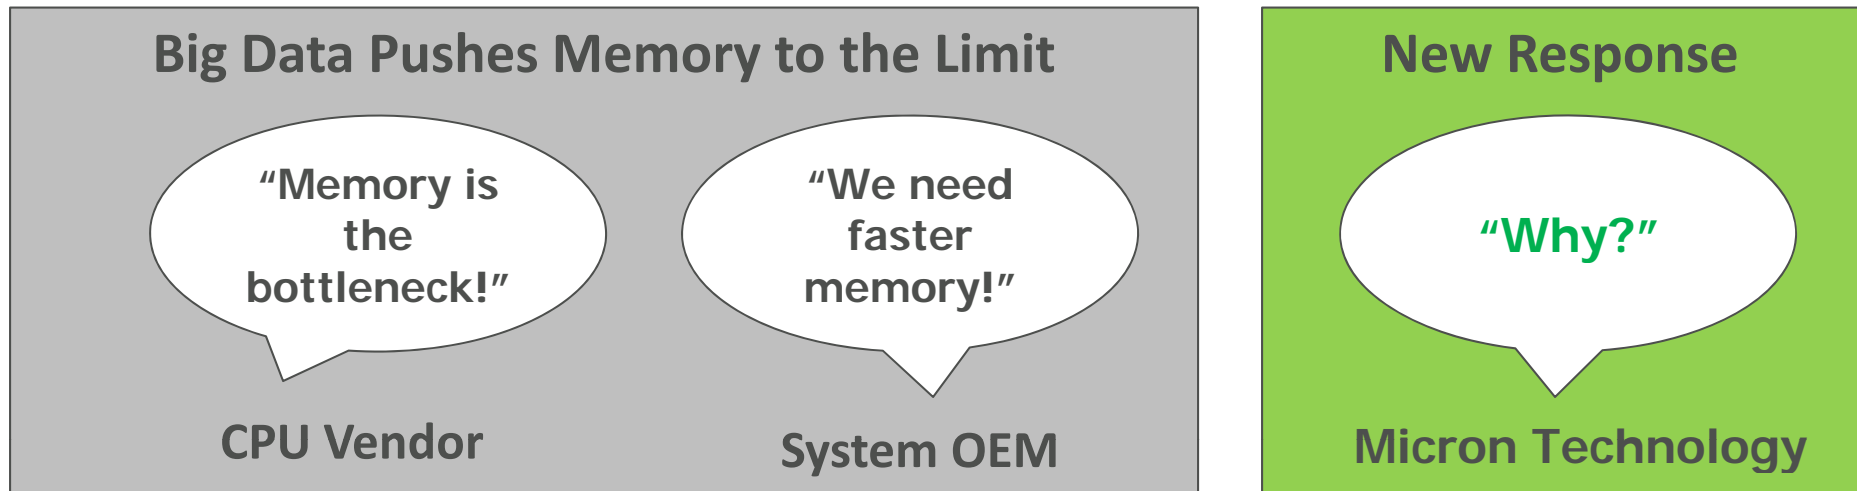 Big Data Pushes Memory to the Limit
“Memory is
the
bottleneck!”
CPU Vendor
“We need
faster
memory!”
System OEM
New Response
“Why?”
Micron Technology